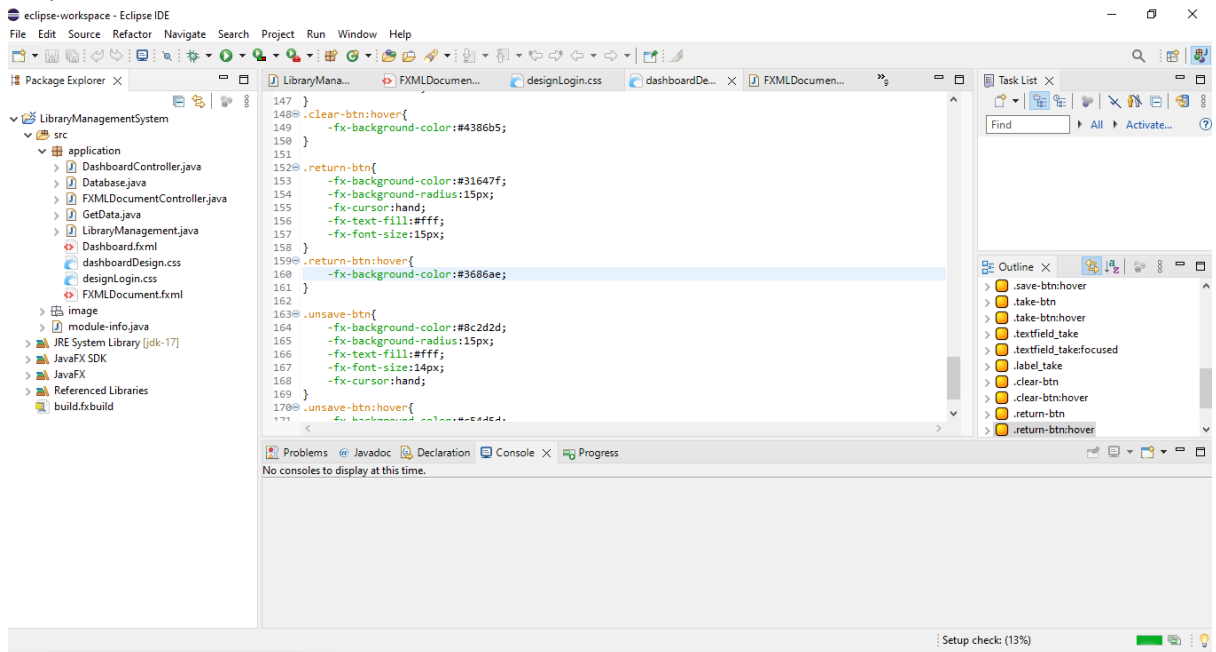 eclipse-workspace - Eclipse IDE
File Edit Source Refactor Navigate Search Project Run Window Help
Package Explorer
LibraryManagementSystem
src
application
DashboardController.java
Database.java
FXMLDocumentController.java
GetData.java
LibraryManagement.java
Dashboard.fxml
dashboardDesign.css
designLogin.css
FXMLDocument.fxml
image
module-info.java
JRE System Library [jdk-17]
JavaFX SDK
JavaFX
Referenced Libraries
build.fxbuild
LibraryMana... FXMLDocumen... designLogin.css dashboardDe... FXMLDocumen... »9
147 }
148 .clear-btn:hover{
149 -fx-background-color:#4386b5;
150 }
151
152 .return-btn{
153 -fx-background-color:#31647f;
154 -fx-background-radius:15px;
155 -fx-cursor:hand;
156 -fx-text-fill:#fff;
157 -fx-font-size:15px;
158 }
159 .return-btn:hover{
160 -fx-background-color:#3686ae;
161 }
162
163 .unsave-btn{
164 -fx-background-color:#8c2d2d;
165 -fx-background-radius:15px;
166 -fx-text-fill:#fff;
167 -fx-font-size:14px;
168 -fx-cursor:hand;
169 }
170 .unsave-btn:hover{
171 -fx-background-color:#c54d5d;
Task List
Find All Activate...
Outline
.save-btn:hover
.take-btn
.take-btn:hover
.textfield_take
.textfield_take:focused
.label_take
.clear-btn
.clear-btn:hover
.return-btn
.return-btn:hover
Problems @ Javadoc Declaration Console Progress
No consoles to display at this time.
Setup check: (13%)